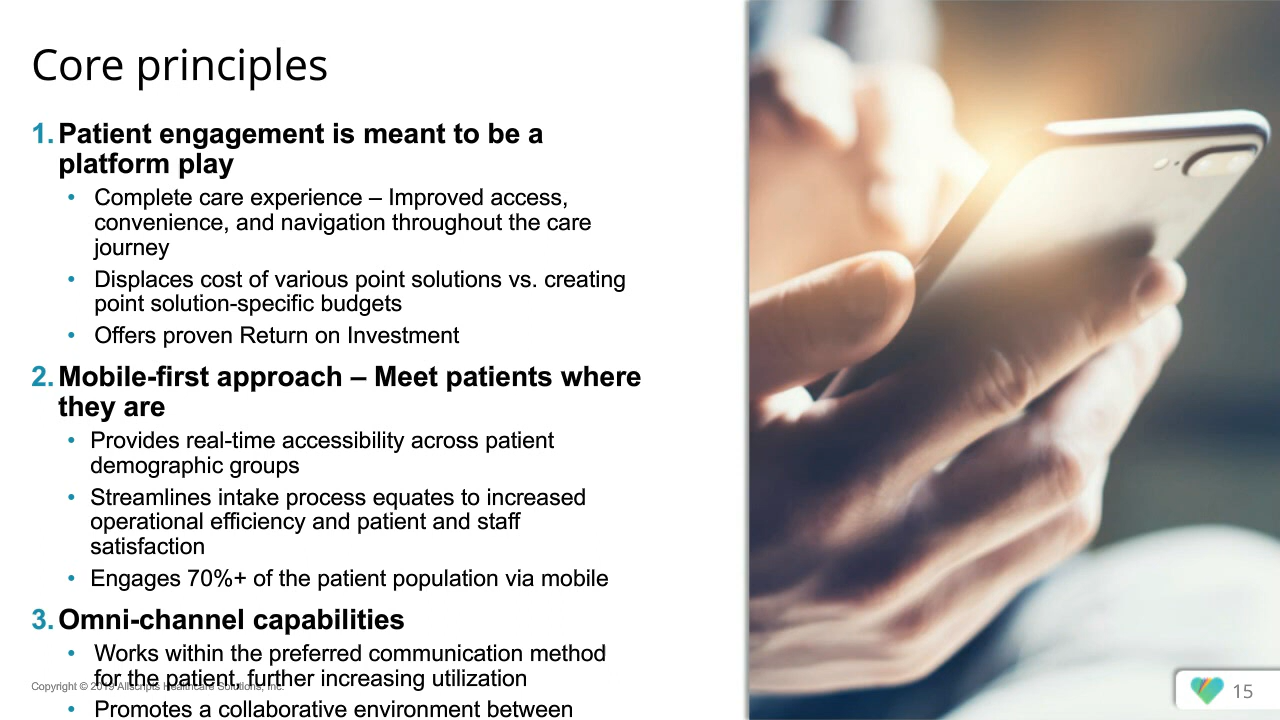 Core principles
1. Patient engagement is meant to be a
platform play
• Complete care experience – Improved access,
convenience, and navigation throughout the care
journey
• Displaces cost of various point solutions vs. creating
point solution-specific budgets
• Offers proven Return on Investment
2. Mobile-first approach – Meet patients where
they are
• Provides real-time accessibility across patient
demographic groups
• Streamlines intake process equates to increased
operational efficiency and patient and staff
satisfaction
• Engages 70%+ of the patient population via mobile
3. Omni-channel capabilities
• Works within the preferred communication method
for the patient, further increasing utilization
Copyright © Allscripts Healthcare Solutions, Inc.
• Promotes a collaborative environment between
15